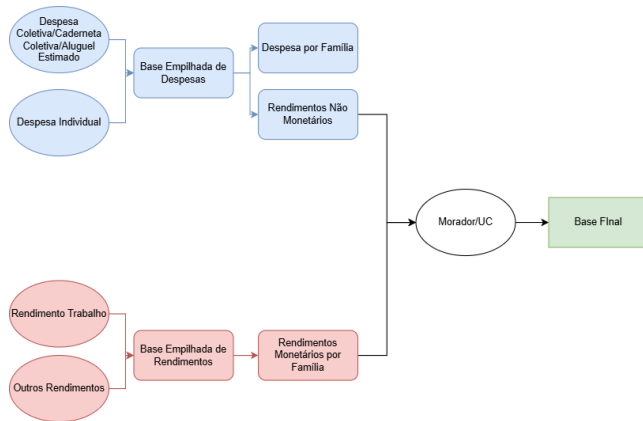 Despesa
Coletiva/Caderneta
Coletiva/Aluguel
Estimado
Base Empilhada de
Despesas
Despesa por Família
Despesa Individual
Rendimentos Não
Monetários
Morador/UC
Base FInal
Rendimento Trabalho
Base Empilhada de
Rendimentos
Rendimentos
Monetários por
Família
Outros Rendimentos